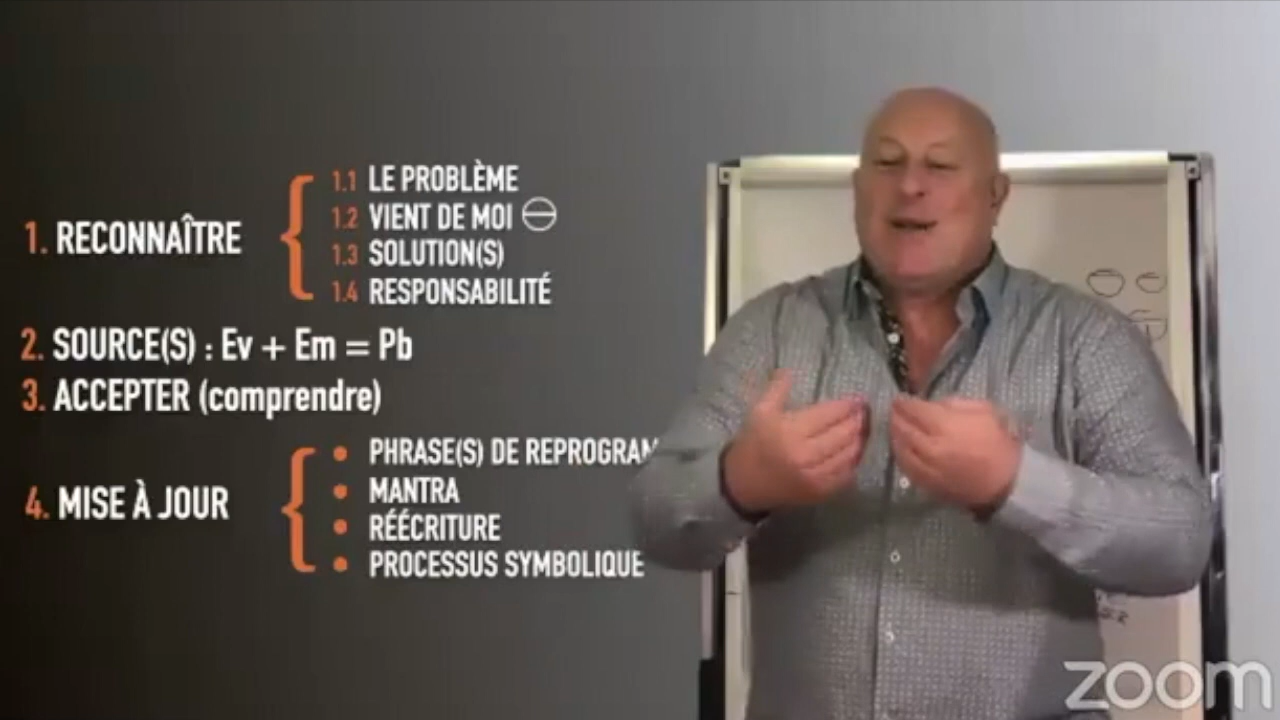 1. RECONNAÎTRE
1.1 LE PROBLÈME
1.2 VIENT DE MOI
1.3 SOLUTION(S)
1.4 RESPONSABILITÉ
2. SOURCE(S) : Ev + Em = Pb
3. ACCEPTER (comprendre)
4. MISE À JOUR
• PHRASE(S) DE REPROGRAM
• MANTRA
• RÉÉCRITURE
• PROCESSUS SYMBOLIQUE
zoom